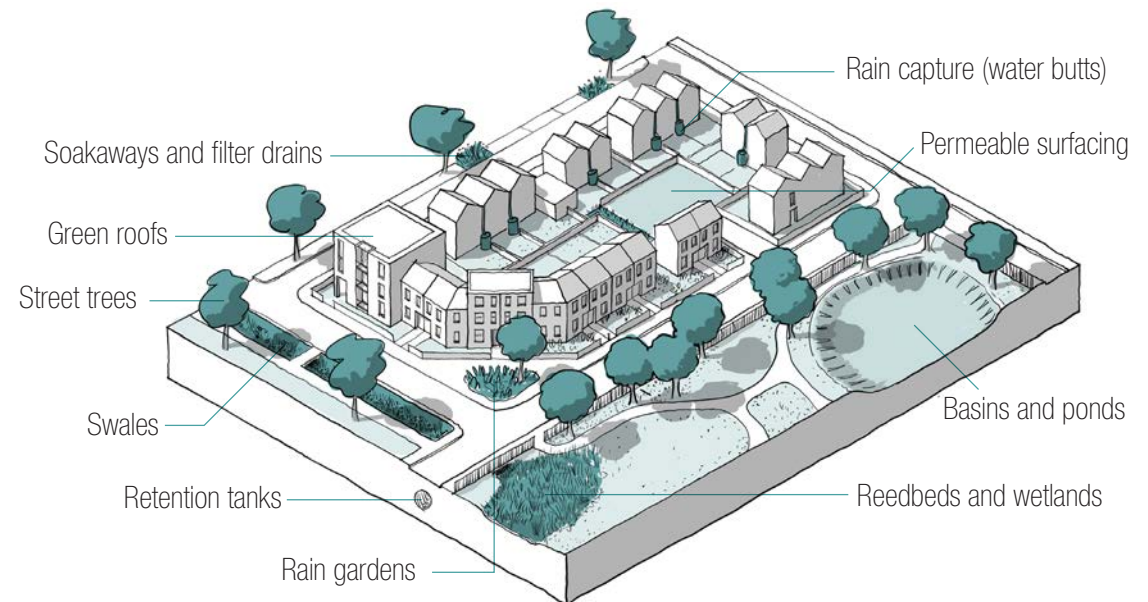 Rain capture (water butts)
Permeable surfacing
Soakaways and filter drains
Green roofs
Street trees
Swales
Basins and ponds
Retention tanks
Reedbeds and wetlands
Rain gardens